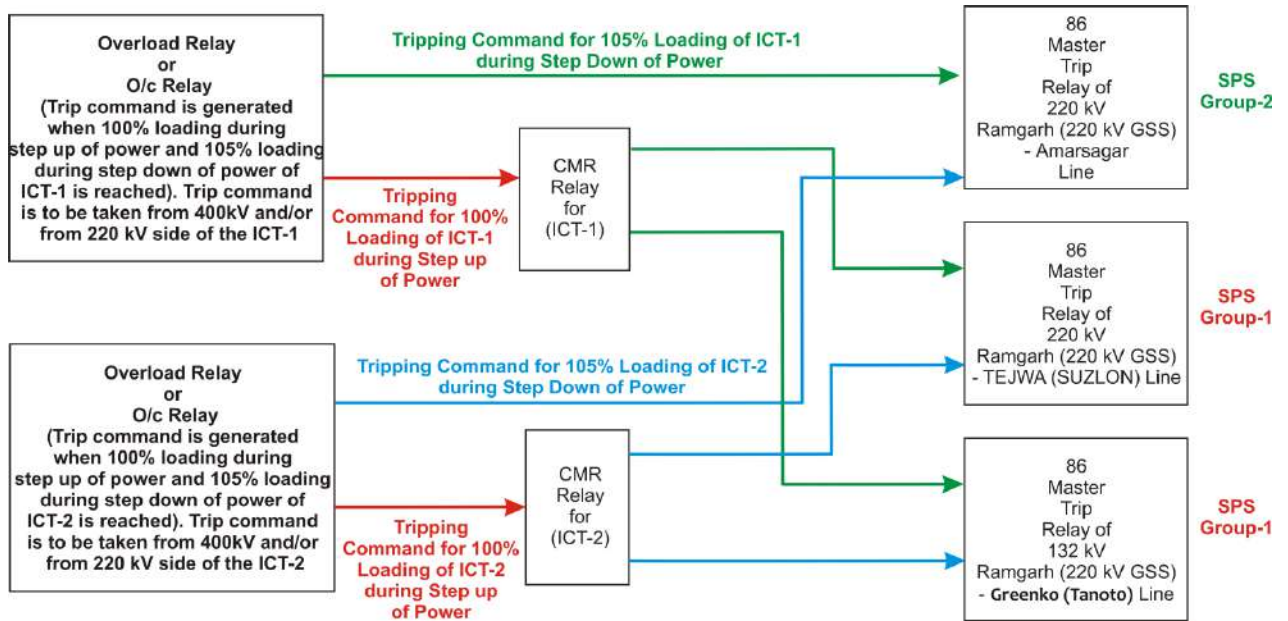 Overload Relay
or
O/c Relay
(Trip command is generated
when 100% loading during
step up of power and 105% loading
during step down of power of
ICT-1 is reached). Trip command
is to be taken from 400kV and/or
from 220 kV side of the ICT-1
Tripping Command for 105% Loading of ICT-1
during Step Down of Power
Tripping
Command for 100%
Loading of ICT-1
during Step up
of Power
CMR
Relay
for
(ICT-1)
86
Master
Trip
Relay of
220 kV
Ramgarh (220 kV GSS)
- Amarsagar
Line
SPS
Group-2
86
Master
Trip
Relay of
220 kV
Ramgarh (220 kV GSS)
- TEJWA (SUZLON) Line
SPS
Group-1
Overload Relay
or
O/c Relay
(Trip command is generated
when 100% loading during
step up of power and 105% loading
during step down of power of
ICT-2 is reached). Trip command
is to be taken from 400kV and/or
from 220 kV side of the ICT-2
Tripping Command for 105% Loading of ICT-2
during Step Down of Power
Tripping
Command for 100%
Loading of ICT-2
during Step up
of Power
CMR
Relay
for
(ICT-2)
86
Master
Trip
Relay of
132 kV
Ramgarh (220 kV GSS)
- Greenko (Tanoto) Line
SPS
Group-1